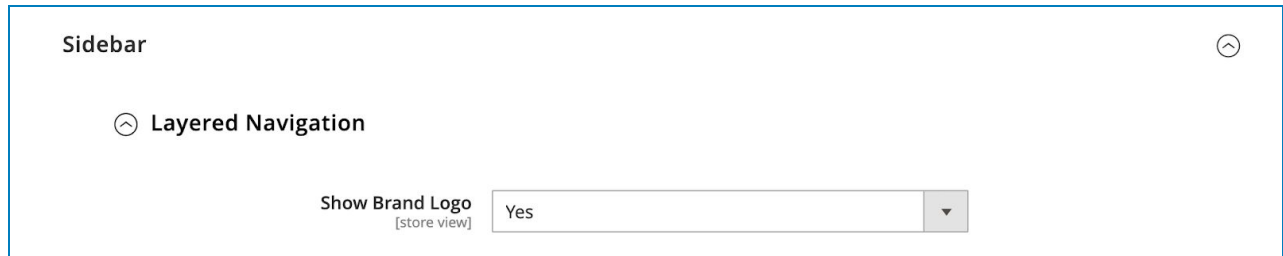 Sidebar
Layered Navigation
Show Brand Logo
[store view]
Yes